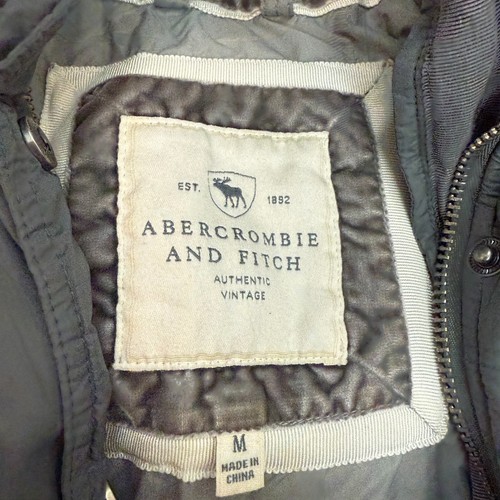 EST. 1892
ABERCROMBIE
AND FITCH
AUTHENTIC
VINTAGE
M
MADE IN
CHINA